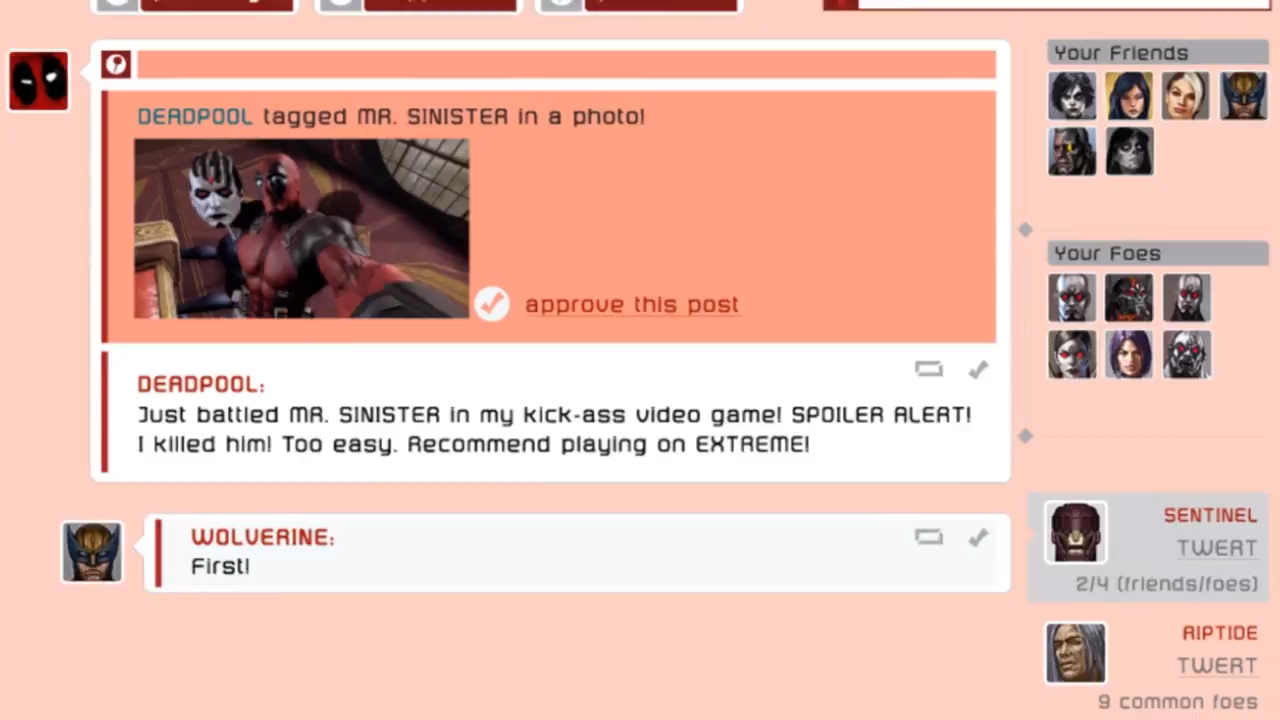 DEADPOOL tagged MR. SINISTER in a photo!
approve this post
DEADPOOL:
Just battled MR. SINISTER in my kick-ass video game! SPOILER ALERT!
I killed him! Too easy. Recommend playing on EXTREME!
WOLVERINE:
First!
Your Friends
Your Foes
SENTINEL
TWERT
2/4 (friends/foes)
RIPTIDE
TWERT
9 common foes